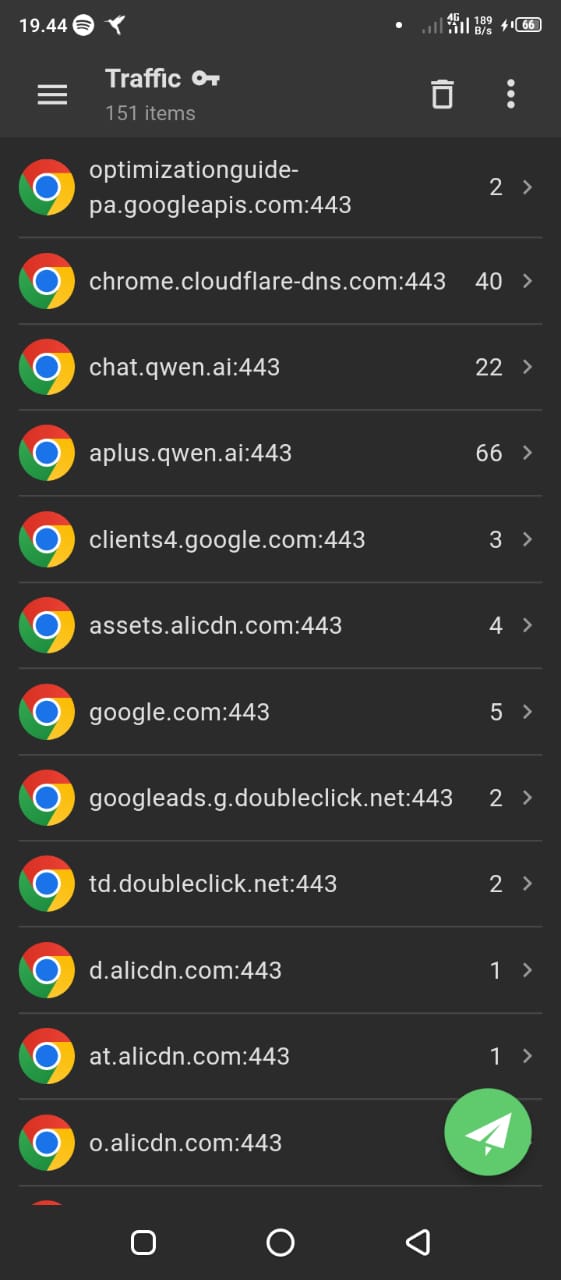 19.44 4G 189 B/s 66
Traffic
151 items
optimizationguide-
pa.googleapis.com:443 2
chrome.cloudflare-dns.com:443 40
chat.qwen.ai:443 22
aplus.qwen.ai:443 66
clients4.google.com:443 3
assets.alicdn.com:443 4
google.com:443 5
googleads.g.doubleclick.net:443 2
td.doubleclick.net:443 2
d.alicdn.com:443 1
at.alicdn.com:443 1
o.alicdn.com:443